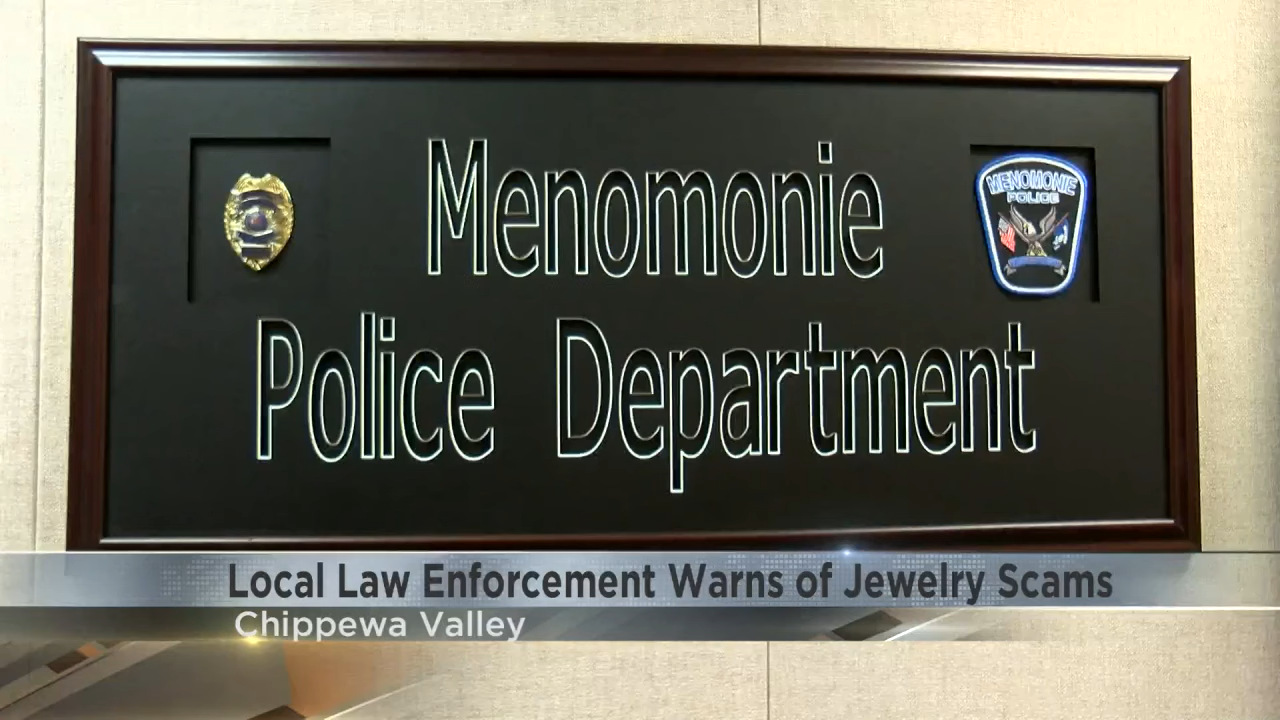 Menomonie
Police Department
MENOMONIE
POLICE
Local Law Enforcement Warns of Jewelry Scams
Chippewa Valley